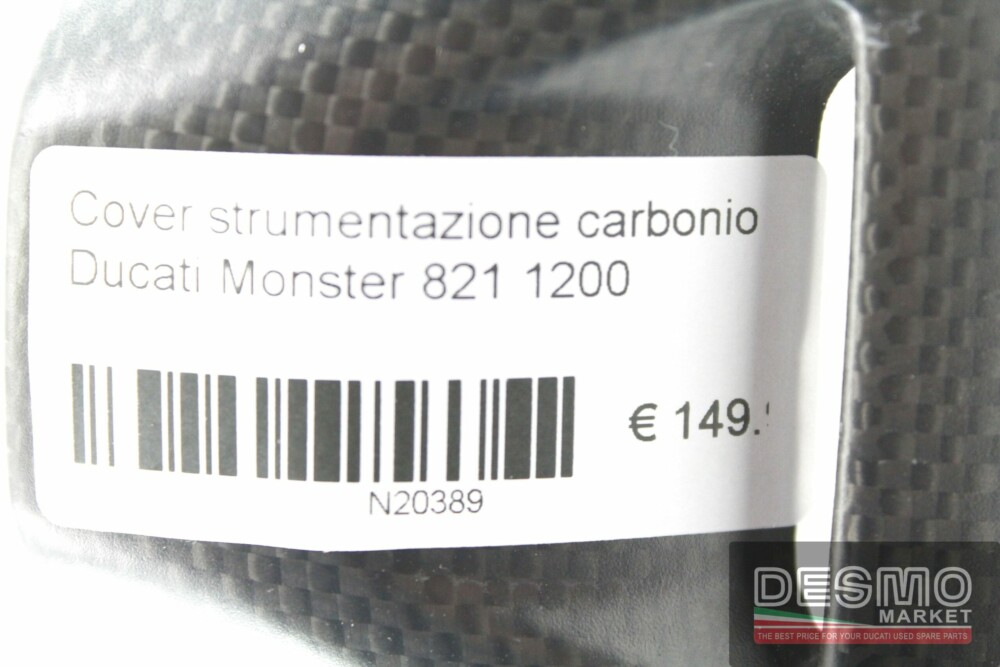 Cover strumentazione carbonio
Ducati Monster 821 1200
€ 149.
N20389
DESMO
MARKET
THE BEST PRICE FOR YOUR DUCATI USED SPARE PARTS